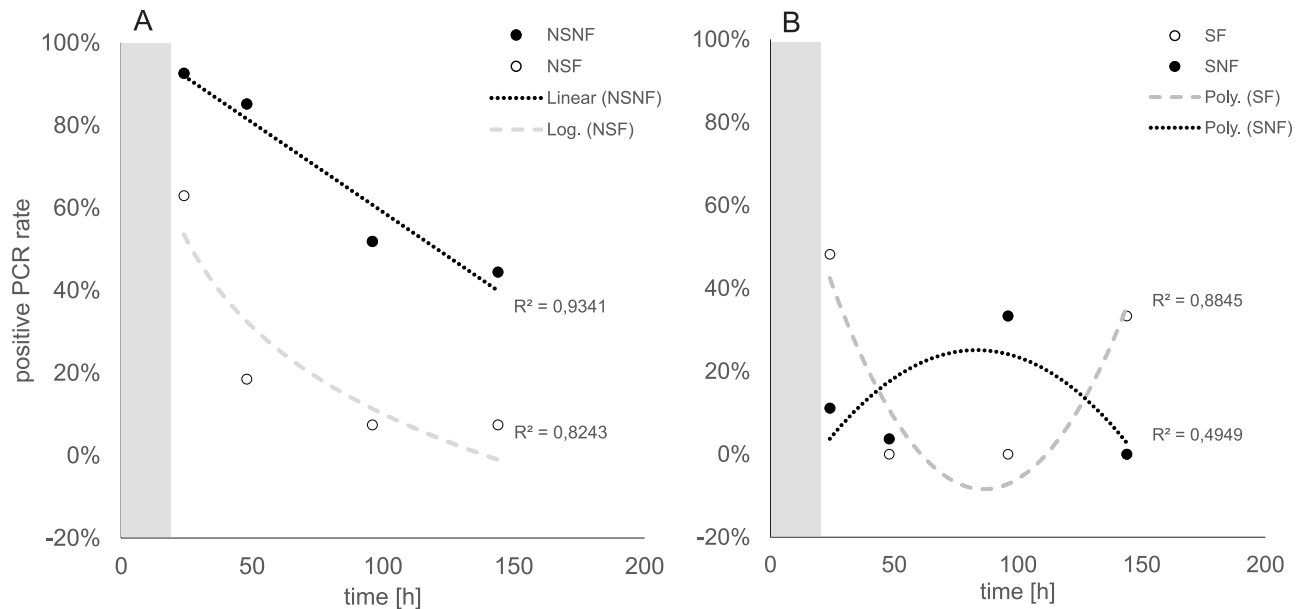 A
NSNF
NSF
Linear (NSNF)
Log. (NSF)
100%
80%
60%
40%
20%
0%
-20%
positive PCR rate
R² = 0,9341
R² = 0,8243
0
50
100
150
200
time [h]
B
SF
SNF
Poly. (SF)
Poly. (SNF)
100%
80%
60%
40%
20%
0%
-20%
R² = 0,8845
R² = 0,4949
0
50
100
150
200
time [h]